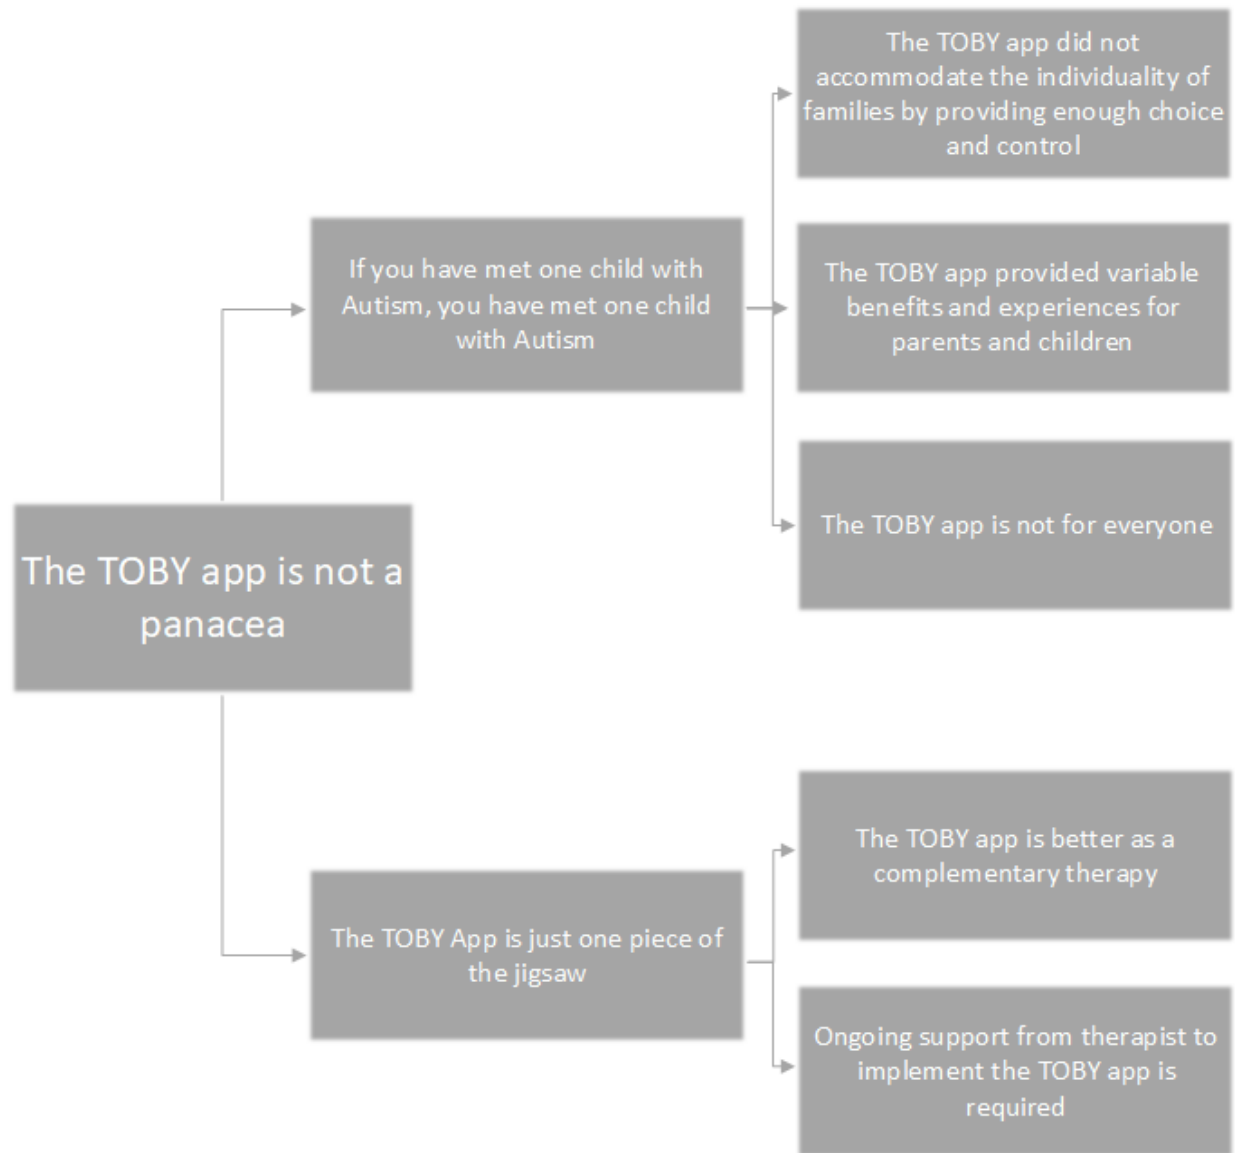 The TOBY app is not a
panacea
If you have met one child with
Autism, you have met one child
with Autism
The TOBY app did not
accommodate the individuality of
families by providing enough choice
and control
The TOBY app provided variable
benefits and experiences for
parents and children
The TOBY app is not for everyone
The TOBY App is just one piece of
the jigsaw
The TOBY app is better as a
complementary therapy
Ongoing support from therapist to
implement the TOBY app is
required